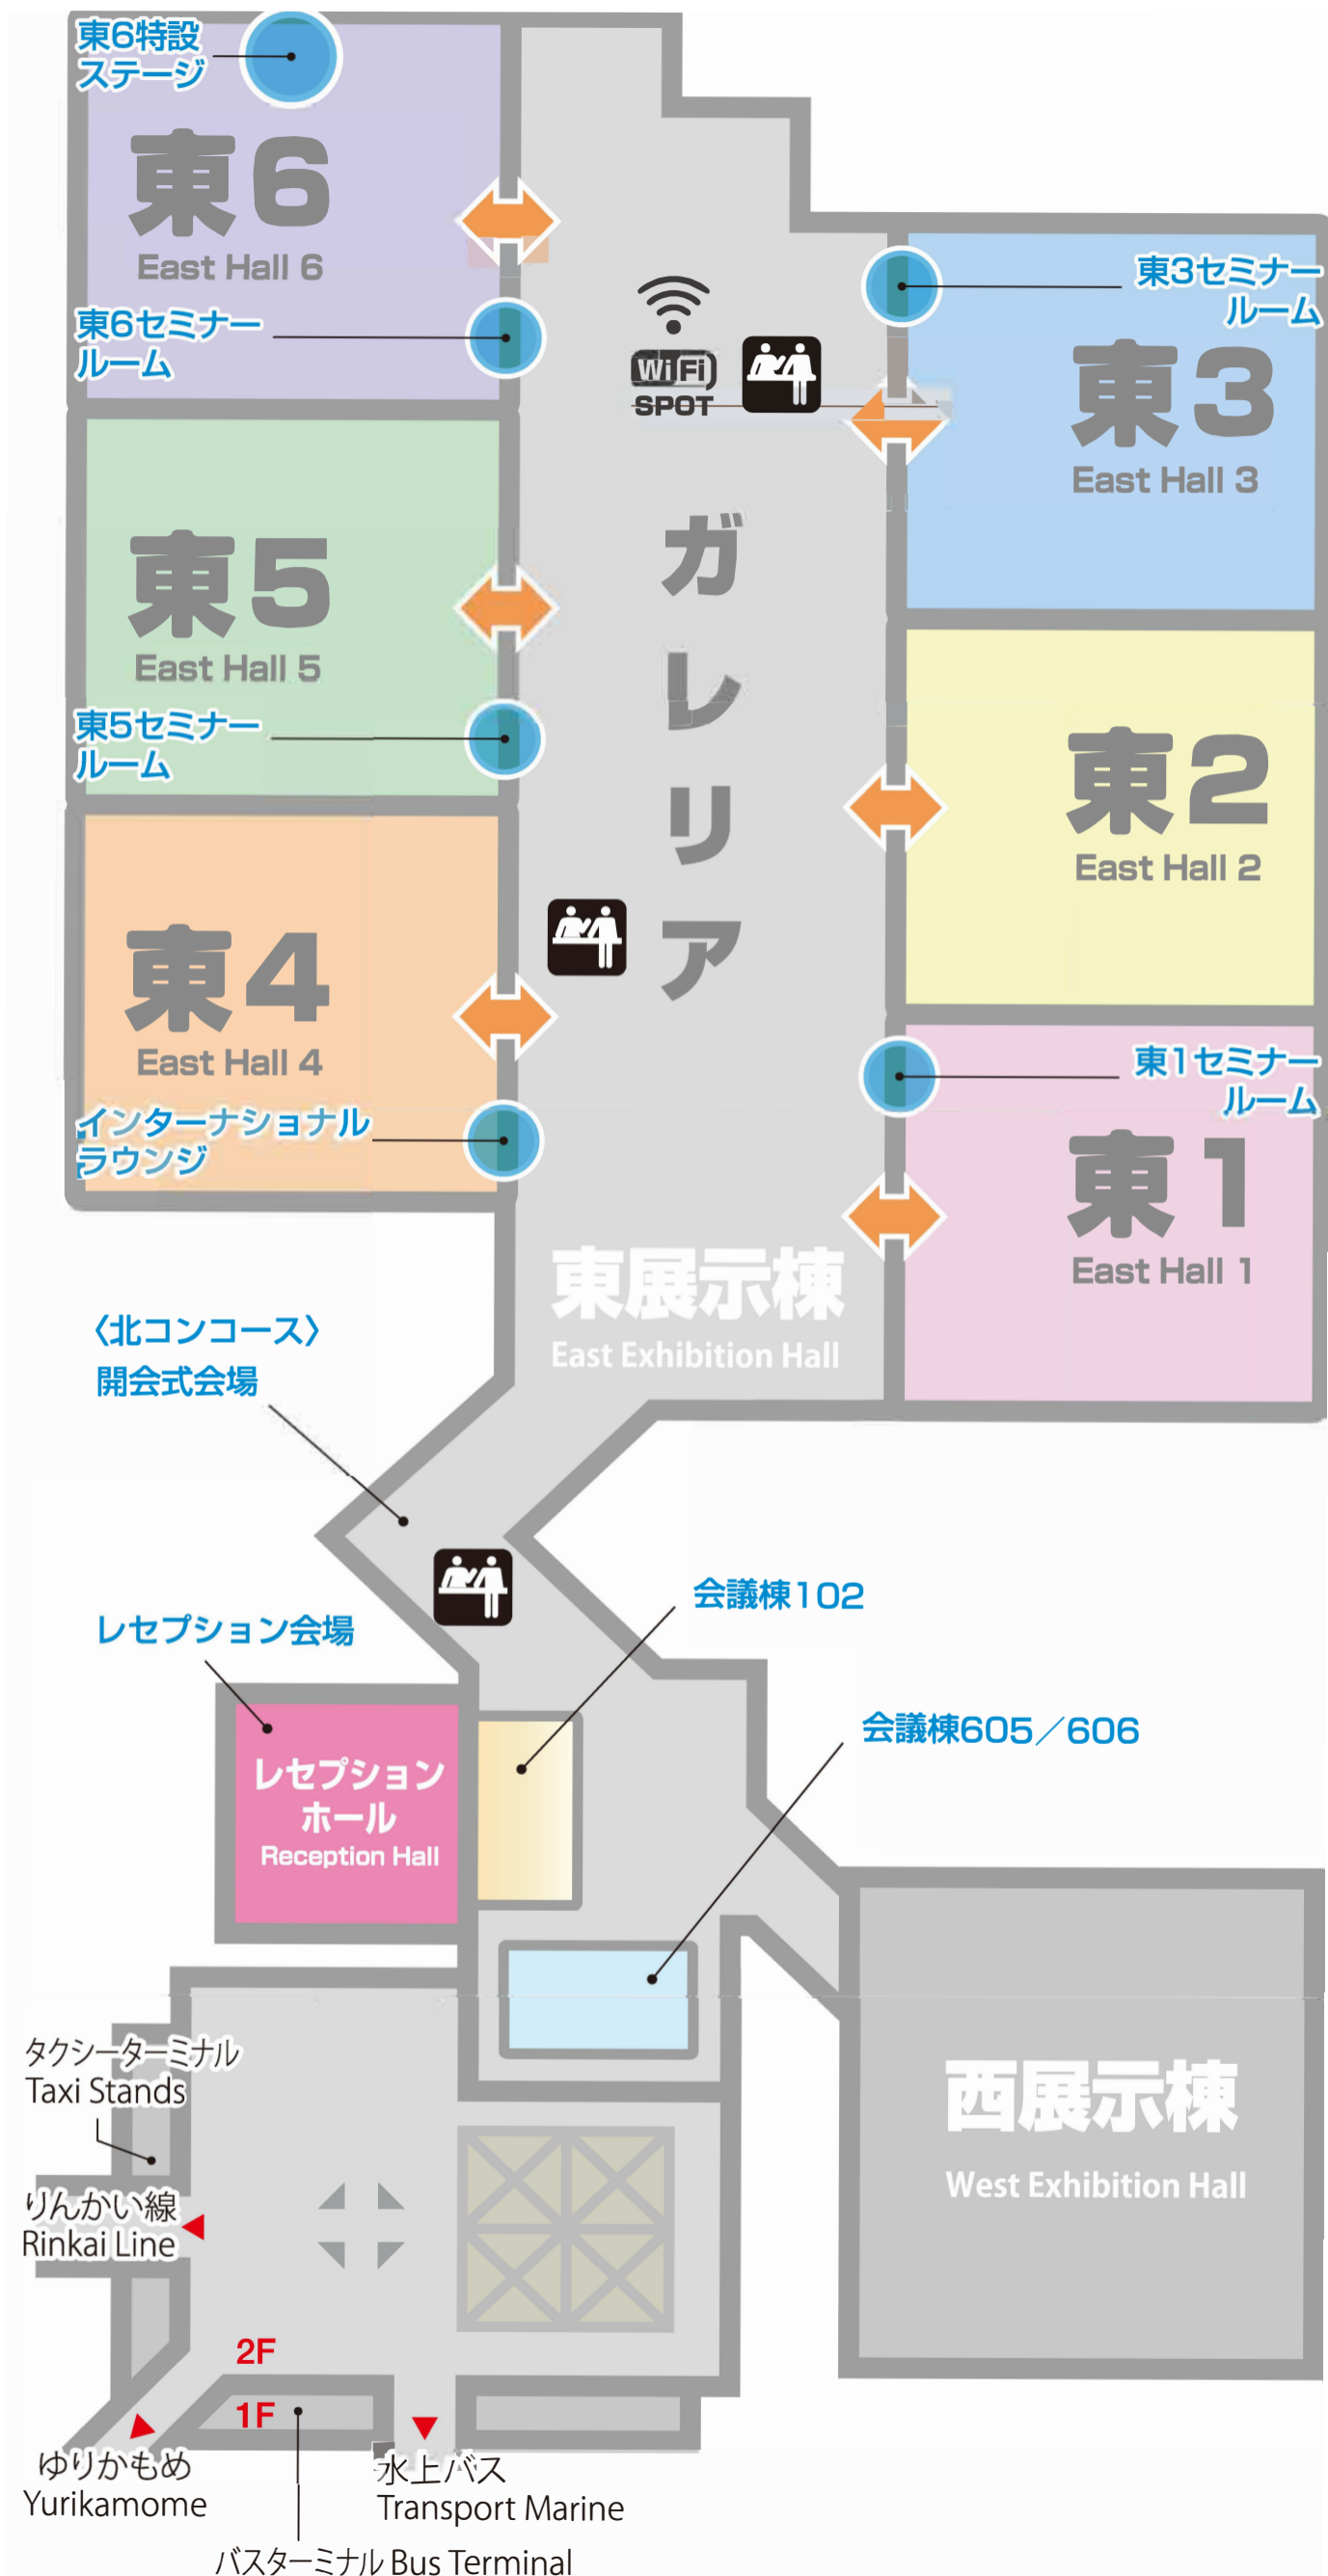 東6特設
ステージ
東6
East Hall 6
東6セミナー
ルーム
WiFi
SPOT
東3セミナー
ルーム
東3
East Hall 3
東5
East Hall 5
東5セミナー
ルーム
ガレリア
東2
East Hall 2
東4
East Hall 4
インターナショナル
ラウンジ
東1セミナー
ルーム
東1
East Hall 1
東展示棟
East Exhibition Hall
〈北コンコース〉
開会式会場
会議棟102
レセプション会場
会議棟605／606
レセプション
ホール
Reception Hall
タクシーターミナル
Taxi Stands
りんかい線
Rinkai Line
西展示棟
West Exhibition Hall
2F
1F
ゆりかもめ
Yurikamome
水上バス
Transport Marine
バスターミナル Bus Terminal